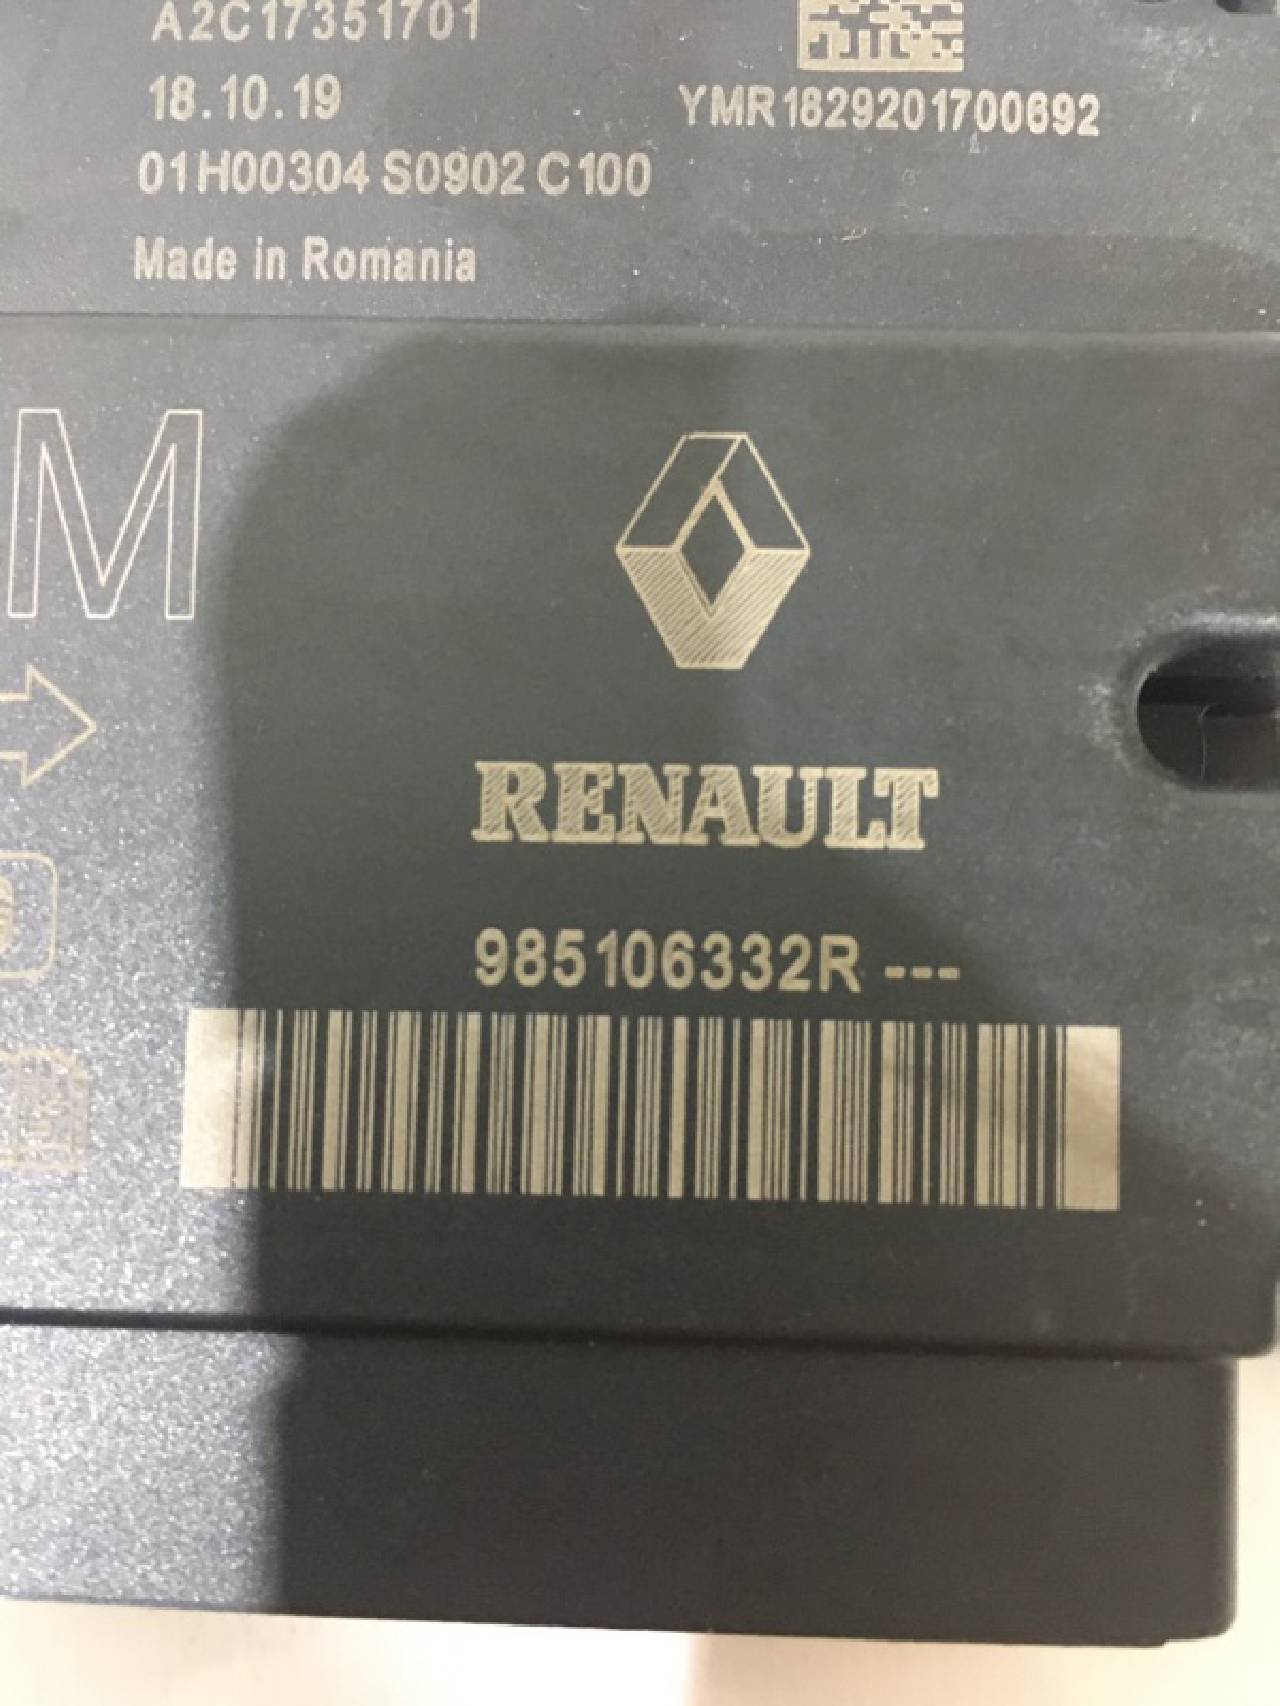 A2C17351701
18.10.19
YMR1829201700692
01H00304 S0902 C100
Made in Romania
M
RENAULT
985106332R ---